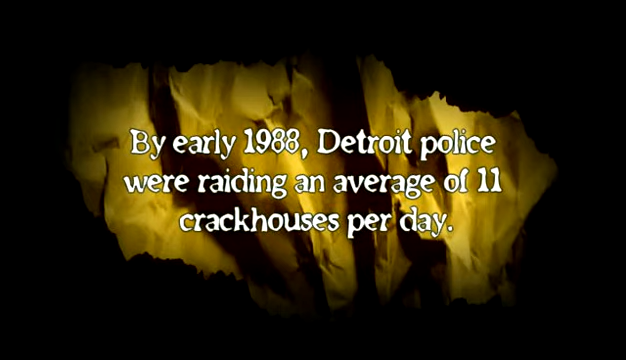 By early 1988, Detroit police
were raiding an average of 11
crackhouses per day.